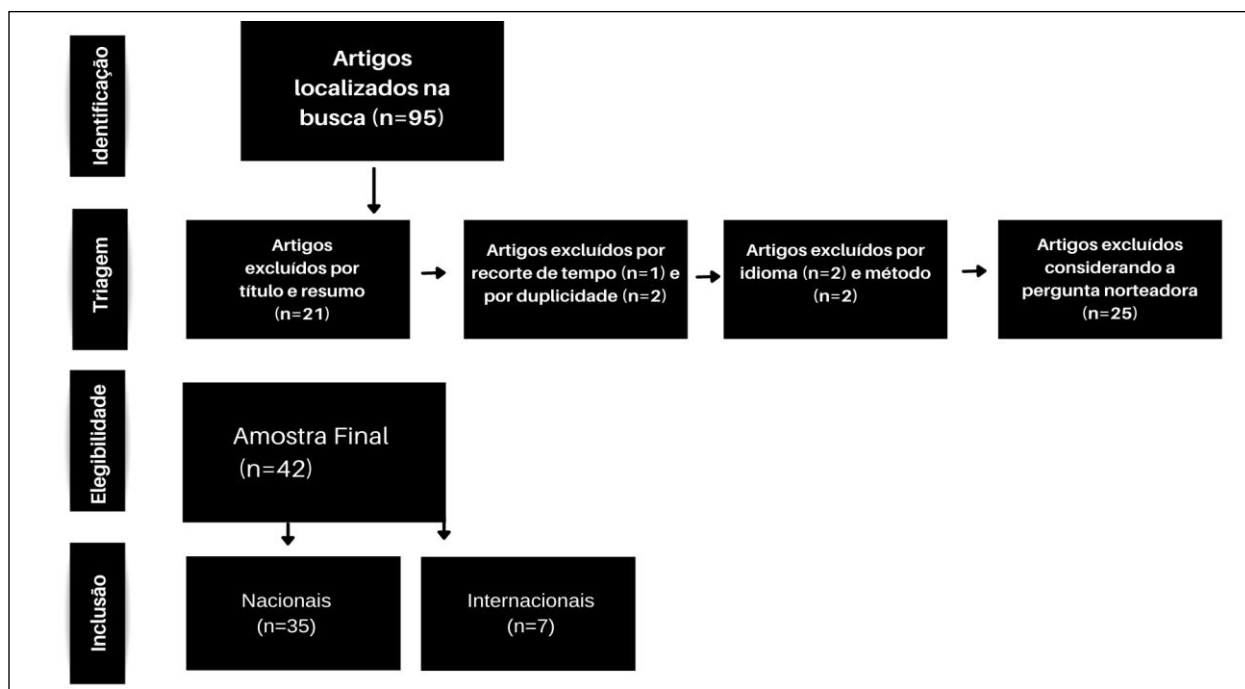 Identificação
Artigos
localizados na
busca (n=95)
Triagem
Artigos
excluídos por
título e resumo
(n=21)
Artigos excluídos por
recorte de tempo (n=1) e
por duplicidade (n=2)
Artigos excluídos por
idioma (n=2) e método
(n=2)
Artigos excluídos
considerando a
pergunta norteadora
(n=25)
Elegibilidade
Amostra Final
(n=42)
Inclusão
Nacionais
(n=35)
Internacionais
(n=7)